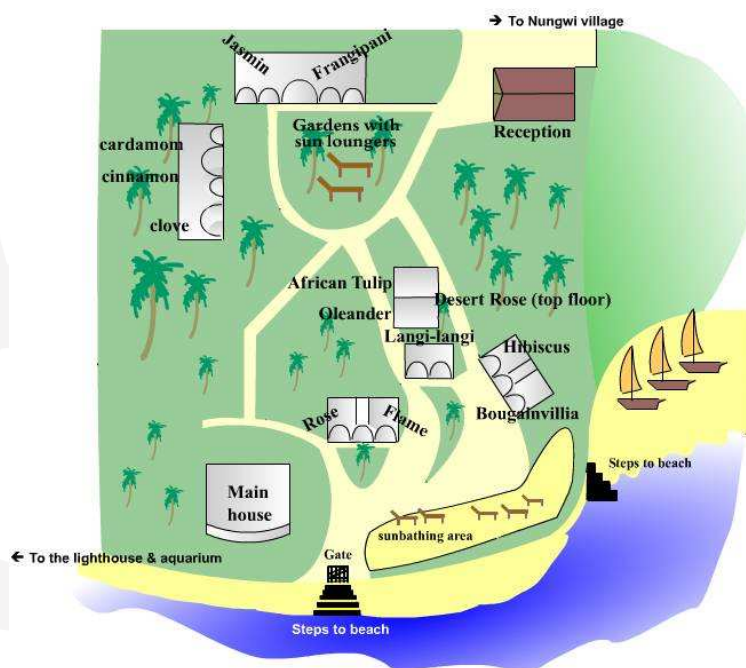 → To Nungwi village
Jasmin
Frangipani
Reception
Gardens with
sun loungers
cardamom
cinnamon
clove
African Tulip
Oleander
Desert Rose (top floor)
Langi-langi
Hibiscus
Bougainvillia
Rose
Flame
Main
house
Steps to beach
sunbathing area
← To the lighthouse & aquarium
Gate
Steps to beach